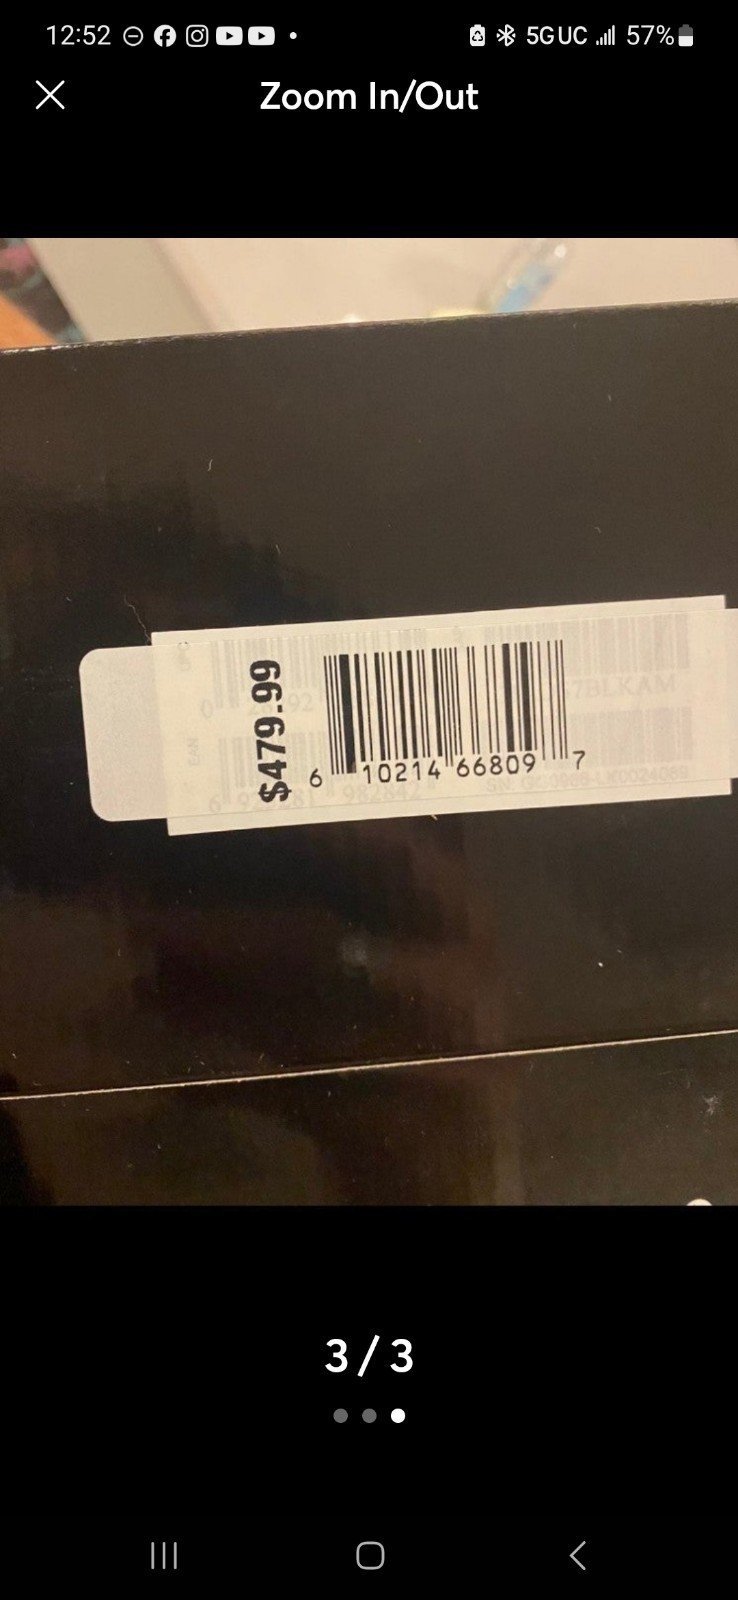 12:52
5G UC 57%
Zoom In/Out
$479.99
6 10214 66809 7
7BLKAM
3/3